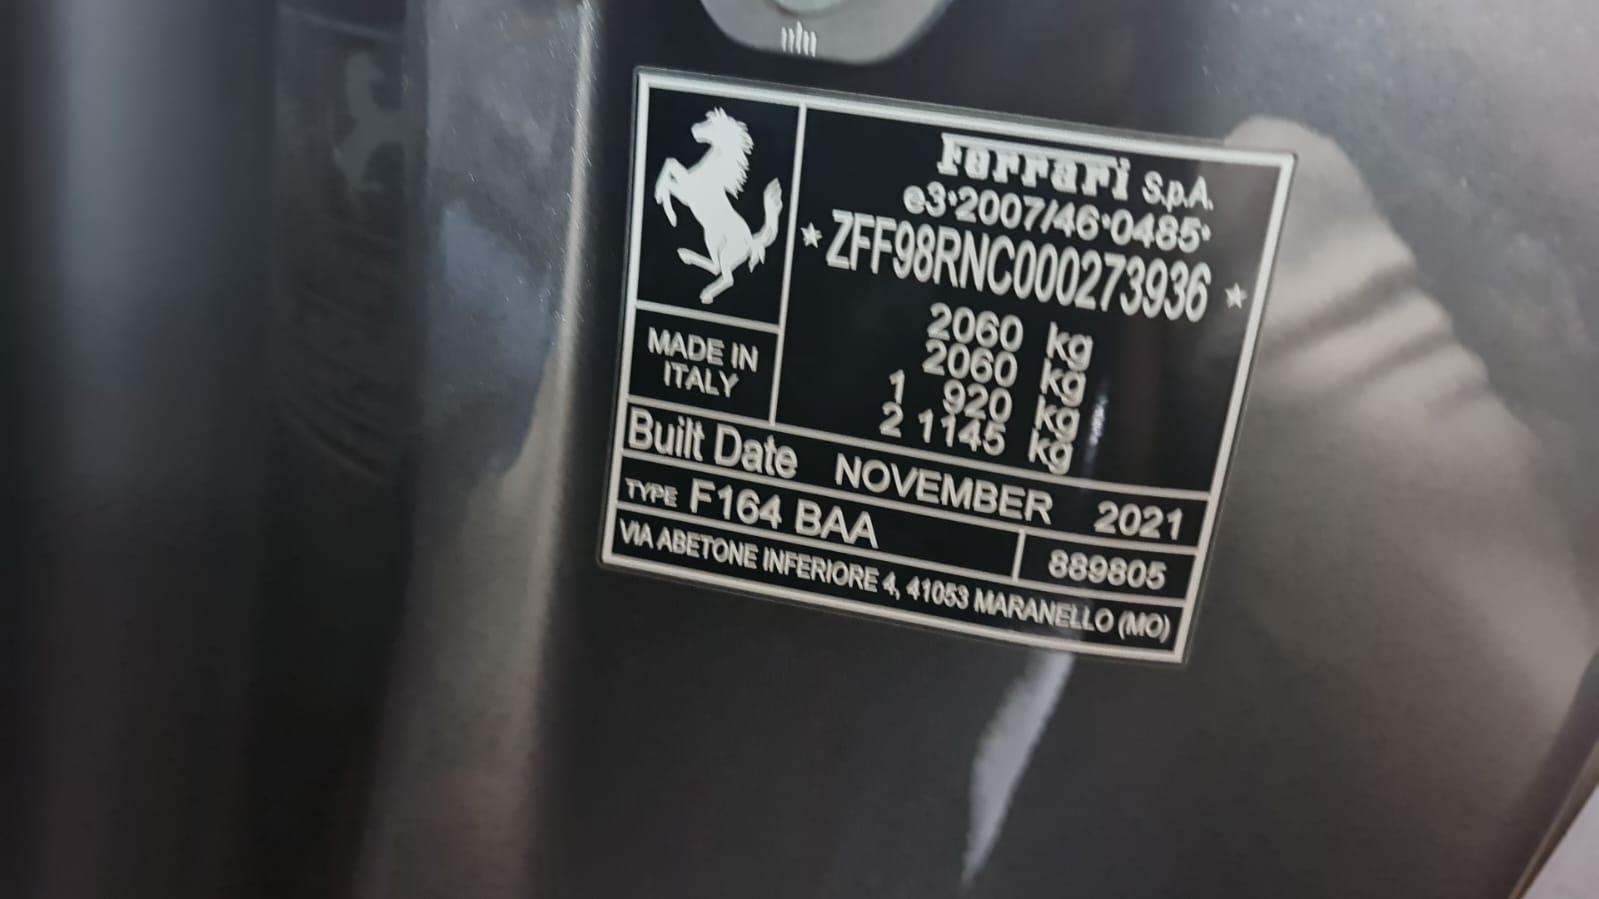 Ferrari S.p.A.
e3*2007/46*0485*
* ZFF98RNC000273936 *
2060 kg
2060 kg
1 920 kg
2 1145 kg
MADE IN
ITALY
Built Date NOVEMBER 2021
TYPE F164 BAA
889805
VIA ABETONE INFERIORE 4, 41053 MARANELLO (MO)